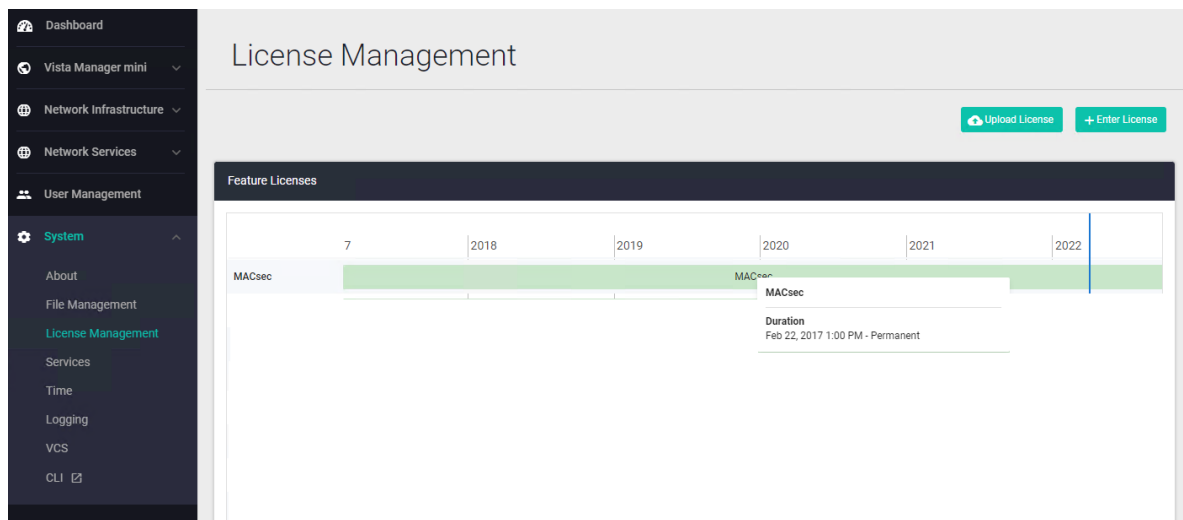 Dashboard
Vista Manager mini
Network Infrastructure
Network Services
User Management
System
About
File Management
License Management
Services
Time
Logging
VCS
CLI
License Management
Upload License
+ Enter License
Feature Licenses
7 2018 2019 2020 2021 2022
MACsec MACsec
MACsec
Duration
Feb 22, 2017 1:00 PM - Permanent